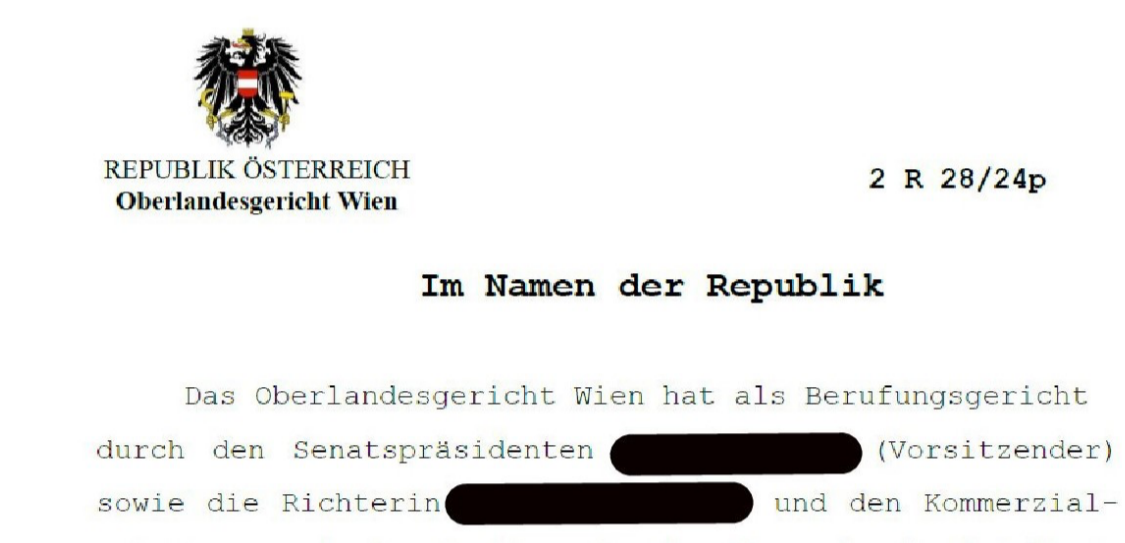 REPUBLIK ÖSTERREICH
Oberlandesgericht Wien
2 R 28/24p
Im Namen der Republik
Das Oberlandesgericht Wien hat als Berufungsgericht
durch den Senatspräsidenten (Vorsitzender)
sowie die Richterin und den Kommerzial-